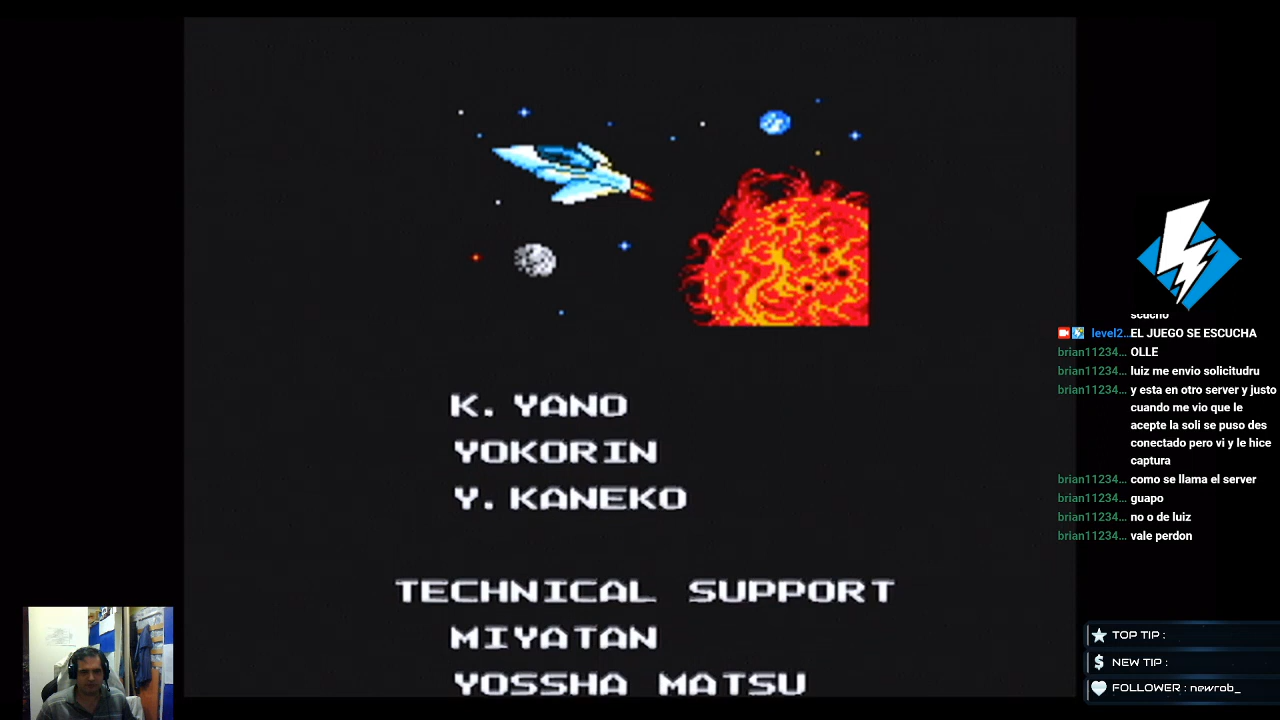 K. YANO
YOKORIN
Y. KANEKO
TECHNICAL SUPPORT
MIYATAN
YOSSHA MATSU
scucho
level2… EL JUEGO SE ESCUCHA
brian11234… OLLE
brian11234… luiz me envio solicitudru
brian11234… y esta en otro server y justo
cuando me vio que le
acepte la soli se puso des
conectado pero vi y le hice
captura
brian11234… como se llama el server
brian11234… guapo
brian11234… no o de luiz
brian11234… vale perdon
TOP TIP :
NEW TIP :
FOLLOWER : newrob_